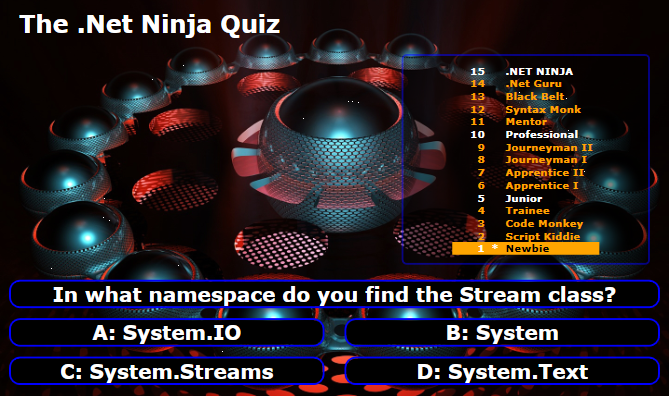 The .Net Ninja Quiz
15 .NET NINJA
14 .Net Guru
13 Black Belt
12 Syntax Monk
11 Mentor
10 Professional
9 Journeyman II
8 Journeyman I
7 Apprentice II
6 Apprentice I
5 Junior
4 Trainee
3 Code Monkey
2 Script Kiddie
1 * Newbie
In what namespace do you find the Stream class?
A: System.IO
B: System
C: System.Streams
D: System.Text